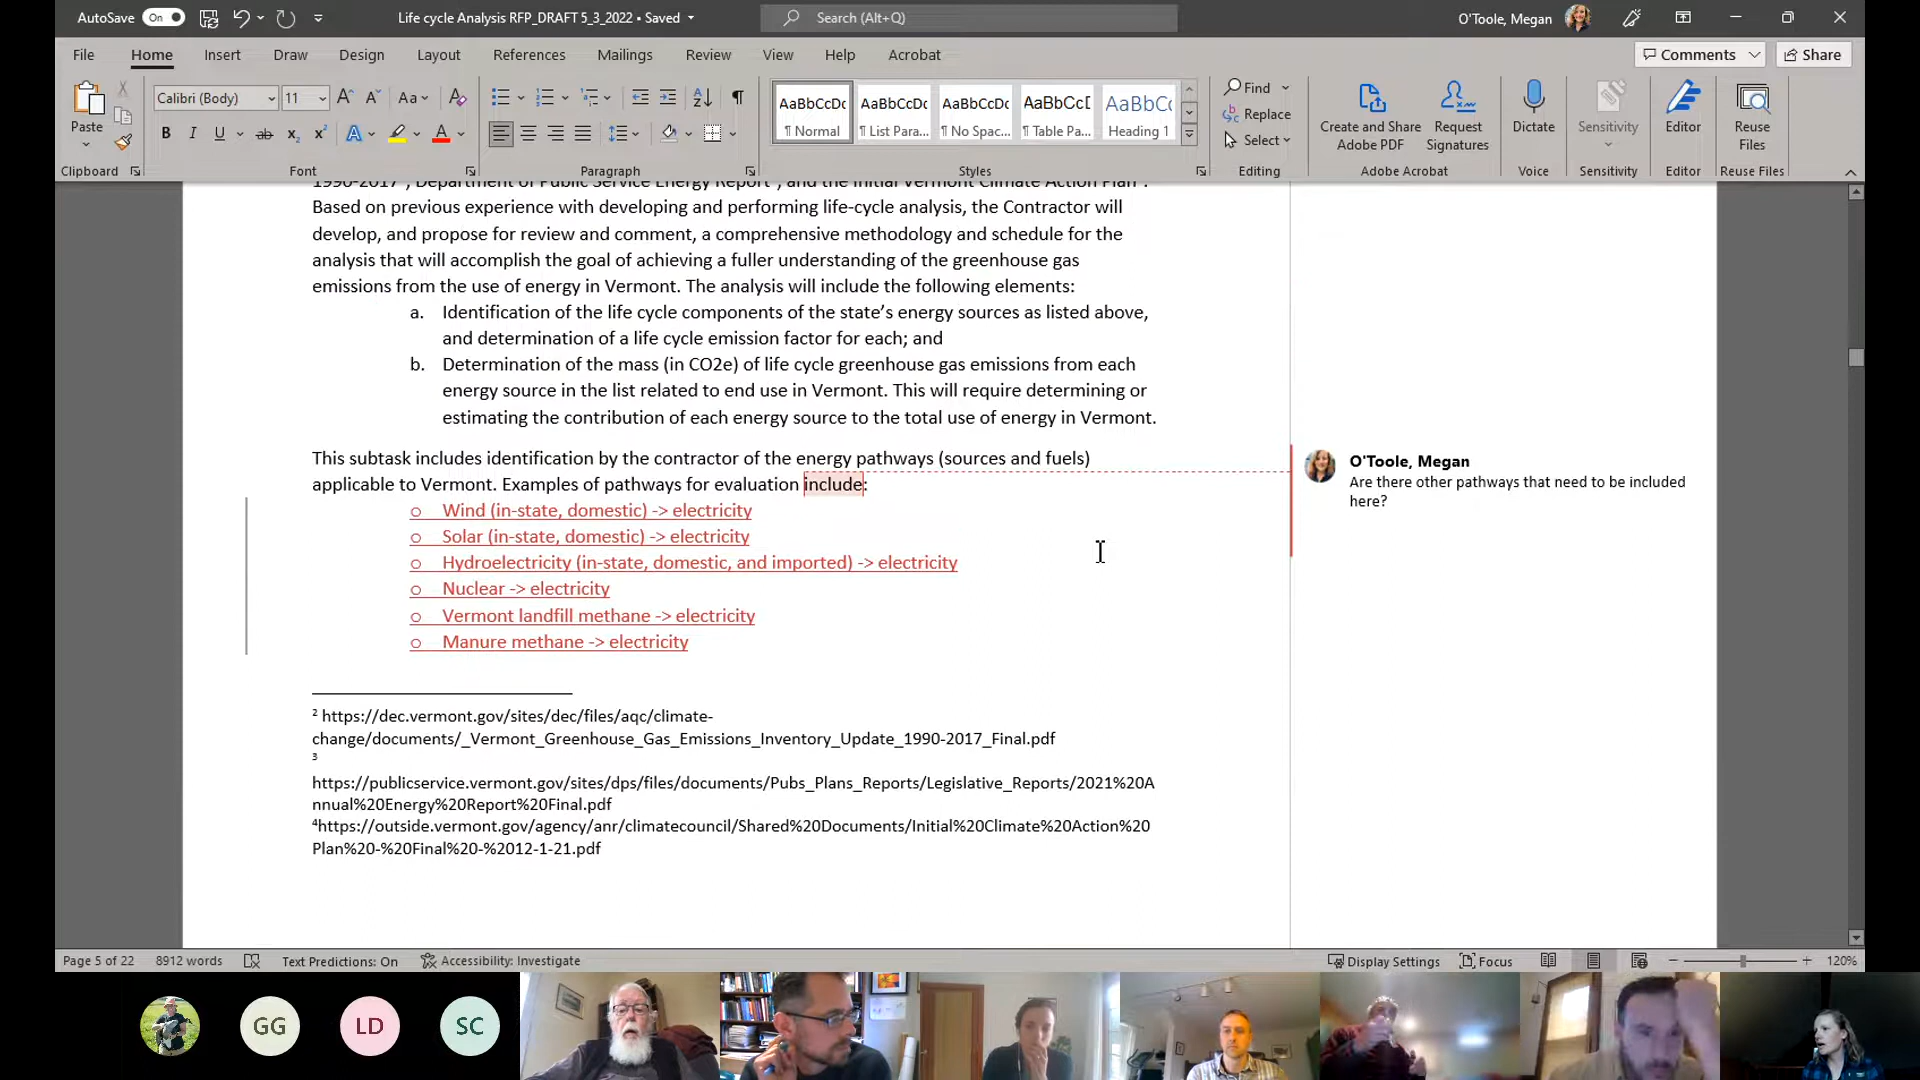 AutoSave On Life cycle Analysis RFP_DRAFT 5_3_2022 • Saved Search (Alt+Q) O'Toole, Megan
File Home Insert Draw Design Layout References Mailings Review View Help Acrobat Comments Share
Paste
Calibri (Body) 11
AaBbCcDc AaBbCcDc AaBbCcDc AaBbCcD AaBbCc
¶ Normal ¶ List Para... ¶ No Spac... ¶ Table Pa... Heading 1
Find
Replace
Select
Create and Share Adobe PDF
Request Signatures
Dictate
Sensitivity
Editor
Reuse Files
Clipboard Font Paragraph Styles Editing Adobe Acrobat Voice Sensitivity Editor Reuse Files
1990-2017 , Department of Public Service Energy Report , and the Initial Vermont Climate Action Plan .
Based on previous experience with developing and performing life-cycle analysis, the Contractor will
develop, and propose for review and comment, a comprehensive methodology and schedule for the
analysis that will accomplish the goal of achieving a fuller understanding of the greenhouse gas
emissions from the use of energy in Vermont. The analysis will include the following elements:
a. Identification of the life cycle components of the state's energy sources as listed above,
and determination of a life cycle emission factor for each; and
b. Determination of the mass (in CO2e) of life cycle greenhouse gas emissions from each
energy source in the list related to end use in Vermont. This will require determining or
estimating the contribution of each energy source to the total use of energy in Vermont.
This subtask includes identification by the contractor of the energy pathways (sources and fuels)
applicable to Vermont. Examples of pathways for evaluation include:
o Wind (in-state, domestic) -> electricity
o Solar (in-state, domestic) -> electricity
o Hydroelectricity (in-state, domestic, and imported) -> electricity
o Nuclear -> electricity
o Vermont landfill methane -> electricity
o Manure methane -> electricity
O'Toole, Megan
Are there other pathways that need to be included
here?
2 https://dec.vermont.gov/sites/dec/files/aqc/climate-
change/documents/_Vermont_Greenhouse_Gas_Emissions_Inventory_Update_1990-2017_Final.pdf
3
https://publicservice.vermont.gov/sites/dps/files/documents/Pubs_Plans_Reports/Legislative_Reports/2021%20A
nnual%20Energy%20Report%20Final.pdf
4https://outside.vermont.gov/agency/anr/climatecouncil/Shared%20Documents/Initial%20Climate%20Action%20
Plan%20-%20Final%20-%2012-1-21.pdf
Page 5 of 22 8912 words Text Predictions: On Accessibility: Investigate Display Settings Focus 120%
GG LD SC